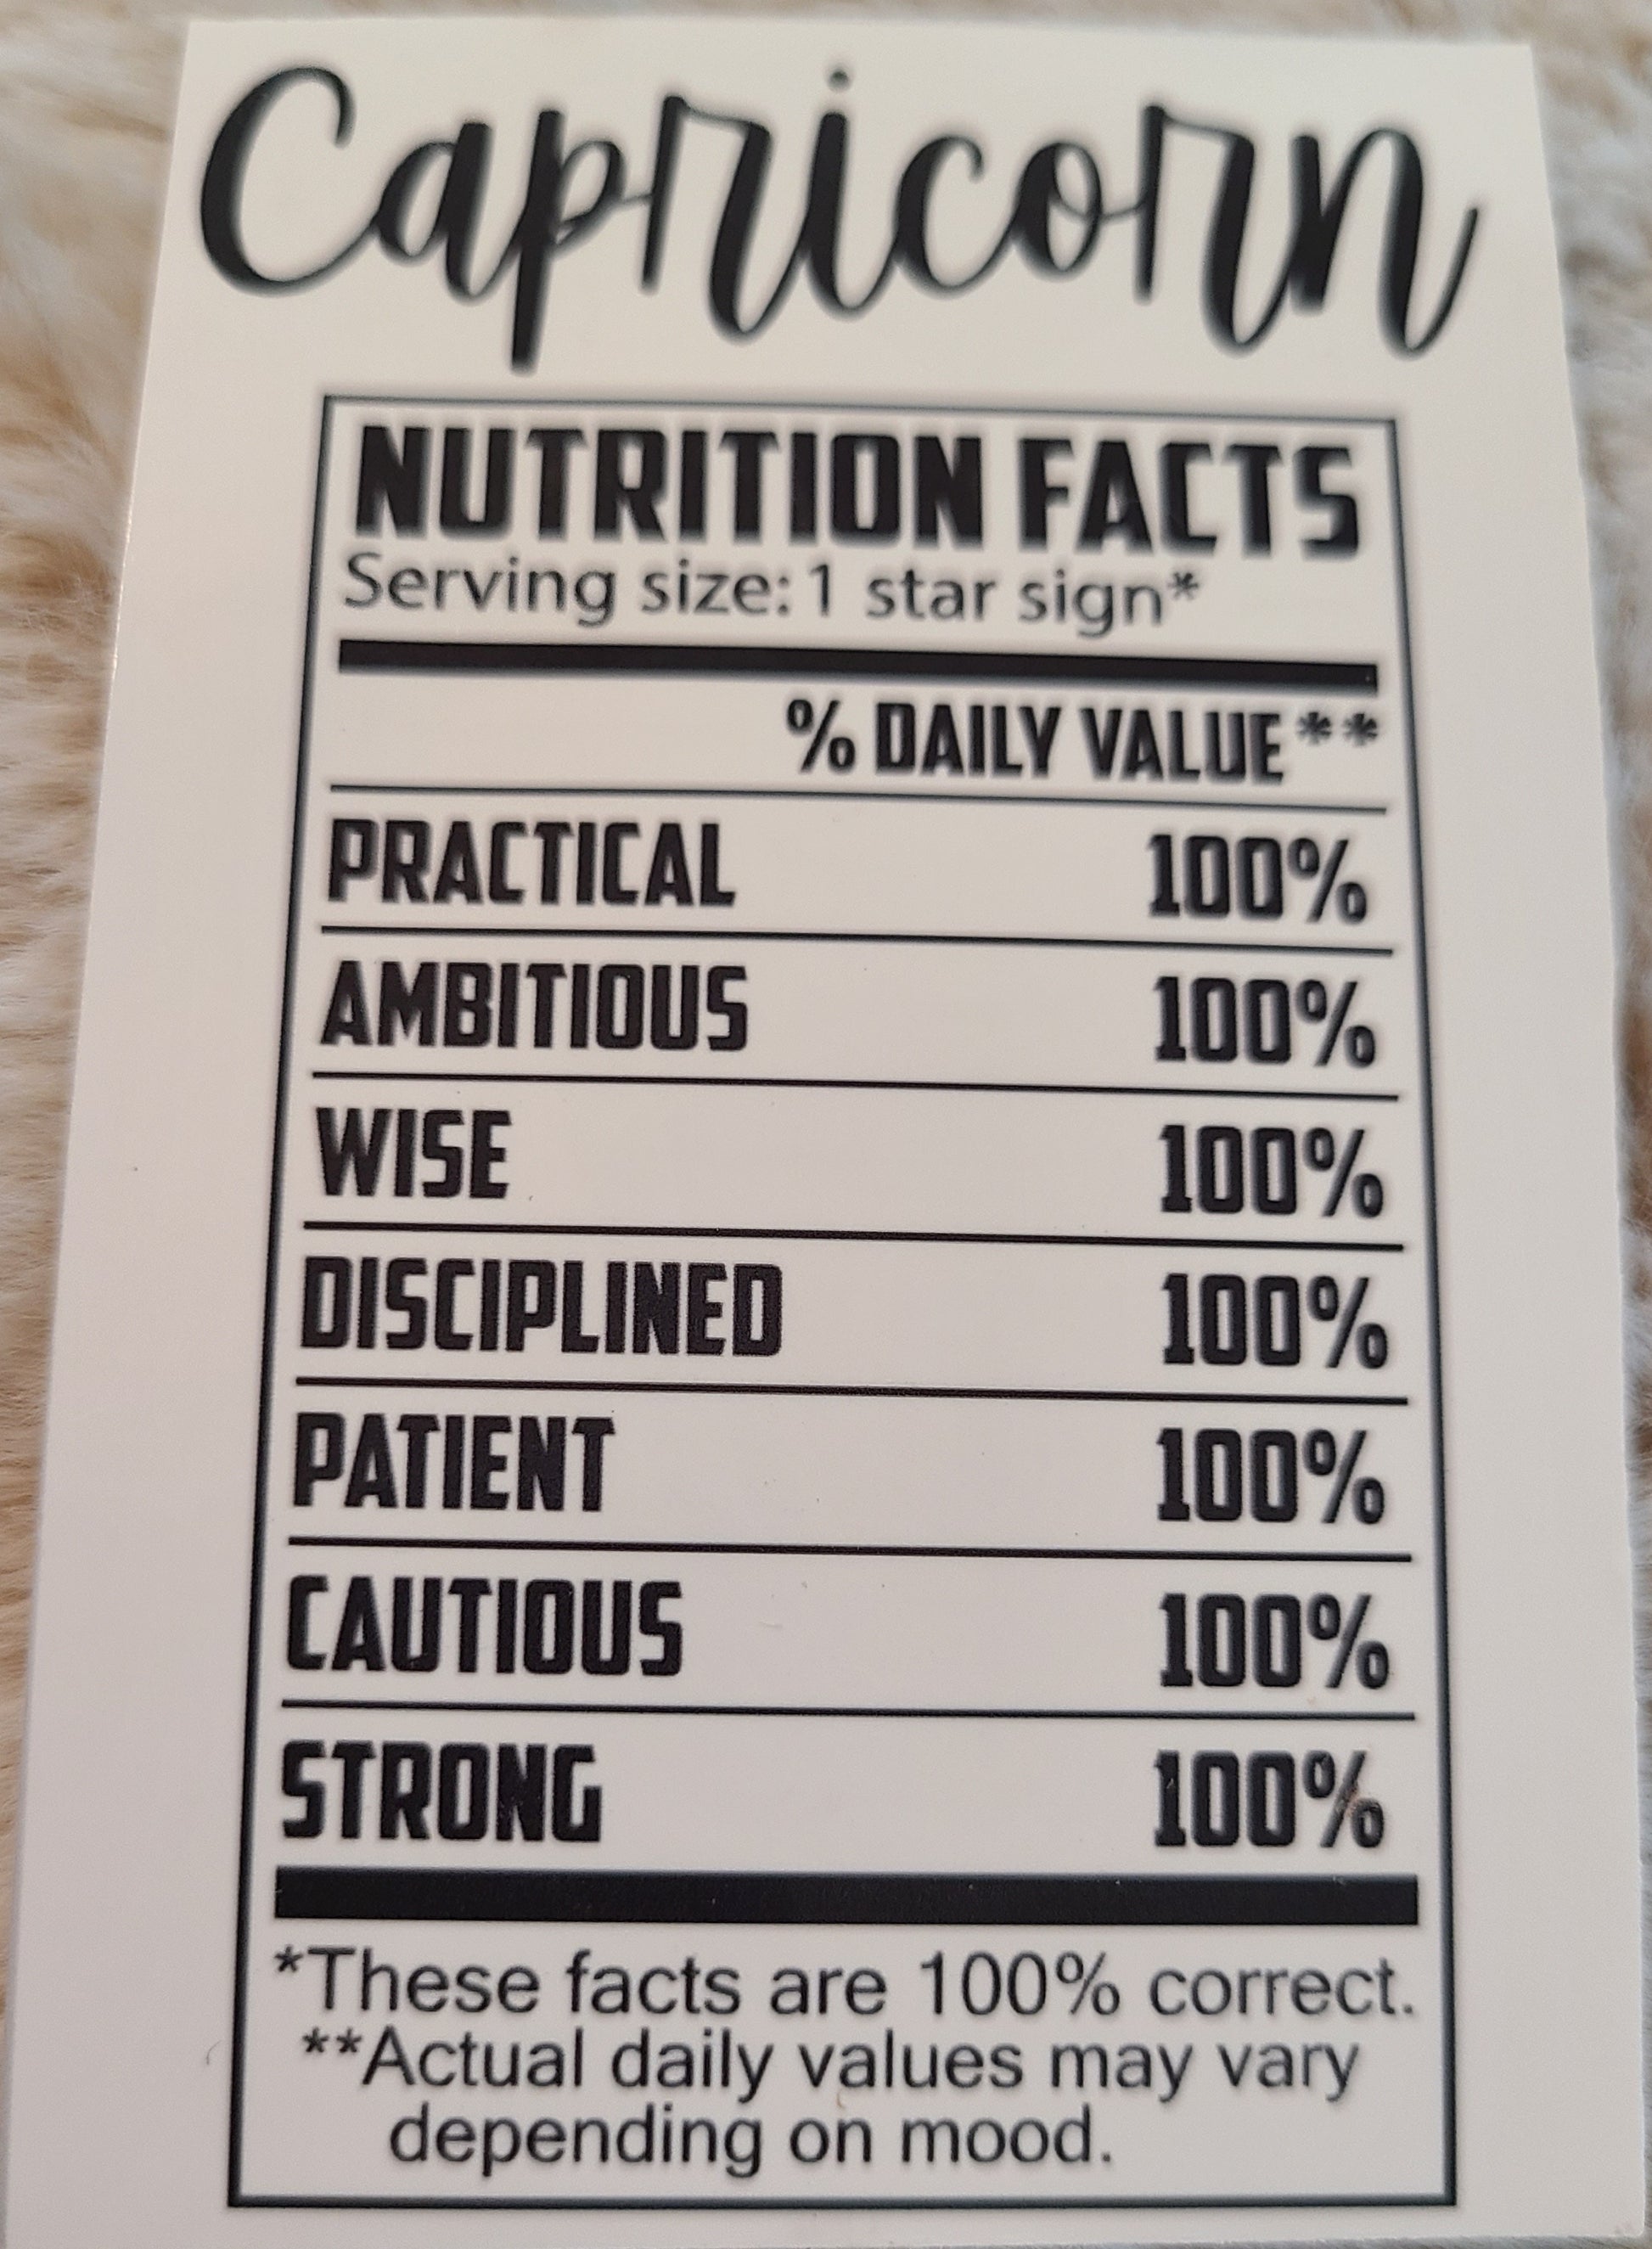 Capricorn
NUTRITION FACTS
Serving size: 1 star sign*
% DAILY VALUE**
PRACTICAL 100%
AMBITIOUS 100%
WISE 100%
DISCIPLINED 100%
PATIENT 100%
CAUTIOUS 100%
STRONG 100%
*These facts are 100% correct.
**Actual daily values may vary
depending on mood.